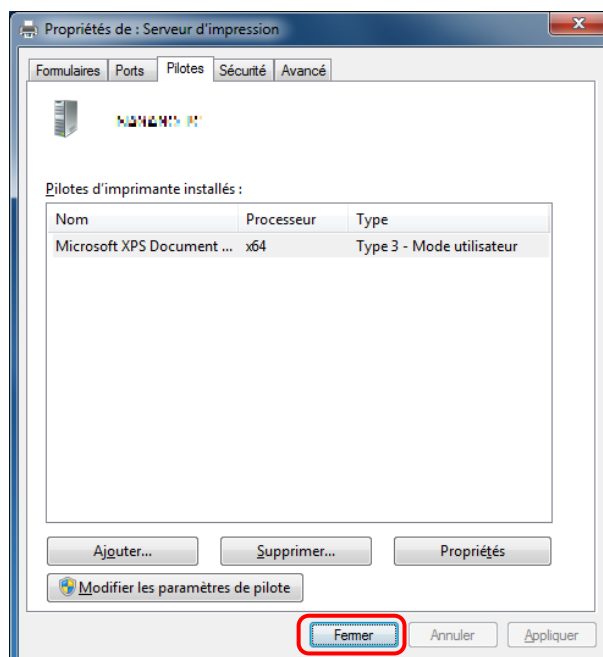 Propriétés de : Serveur d'impression
Formulaires Ports Pilotes Sécurité Avancé
Pilotes d'imprimante installés :
Nom Processeur Type
Microsoft XPS Document ... x64 Type 3 - Mode utilisateur
Ajouter... Supprimer... Propriétés
Modifier les paramètres de pilote
Fermer Annuler Appliquer